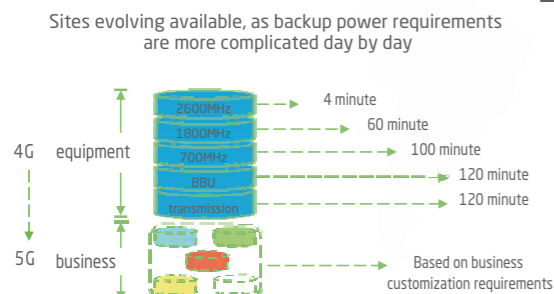 Sites evolving available, as backup power requirements
are more complicated day by day
2600MHz
4 minute
1800MHz
60 minute
4G
equipment
700MHz
100 minute
BBU
120 minute
transmission
120 minute
5G
business
Based on business
customization requirements